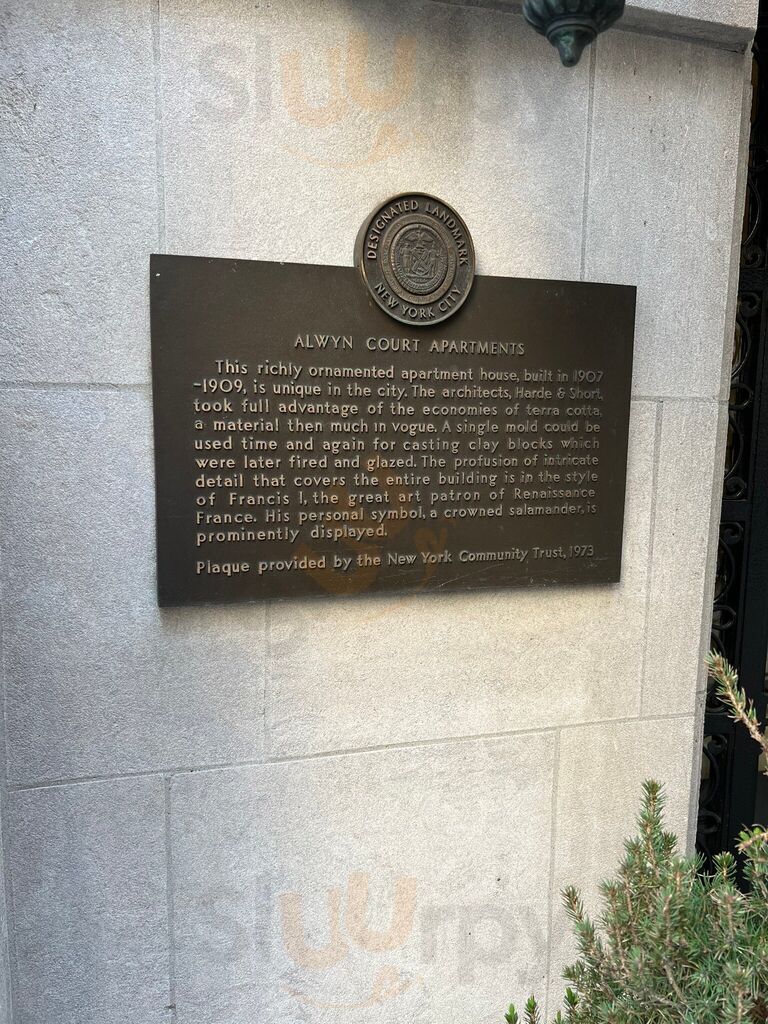 sluurpy
DESIGNATED LANDMARK
NEW YORK CITY
ALWYN COURT APARTMENTS
This richly ornamented apartment house, built in 1907
-1909, is unique in the city. The architects, Harde & Short,
took full advantage of the economies of terra cotta,
a material then much in vogue. A single mold could be
used time and again for casting clay blocks which
were later fired and glazed. The profusion of intricate
detail that covers the entire building is in the style
of Francis I, the great art patron of Renaissance
France. His personal symbol, a crowned salamander, is
prominently displayed.
Plaque provided by the New York Community Trust, 1973
sluurpy